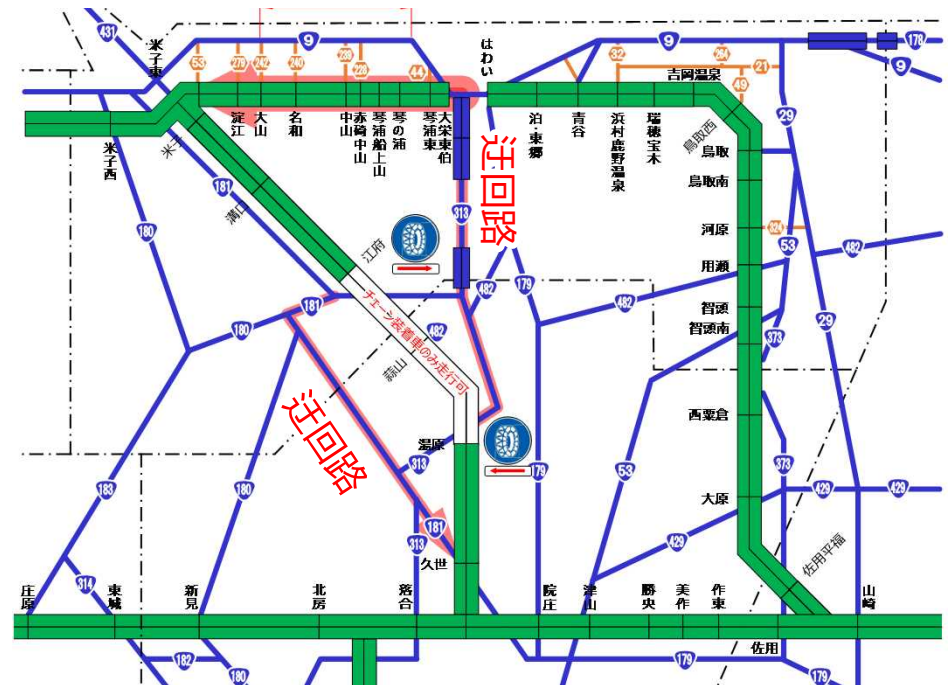 431
米子東
9
はわい
9
178
9
53
279
242
240
239
228
44
32
264
21
49
吉岡温泉
29
淀江
大山
名和
中山
赤碕中山
琴浦船上山
琴の浦
琴浦東
大栄東伯
泊・東郷
青谷
浜村鹿野温泉
瑞穂宝木
鳥取西
鳥取
鳥取南
米子西
米子
181
溝口
180
江府
313
迂回路
河原
324
53
482
用瀬
482
179
482
智頭
智頭南
373
29
181
180
チェーン装着車のみ走行可
482
蒜山
迂回路
湯原
313
西粟倉
183
180
179
53
373
429
429
大原
181
313
久世
429
佐用平福
314
庄原
東城
新見
北房
落合
院庄
津山
勝央
美作
作東
佐用
山崎
182
180
179
179